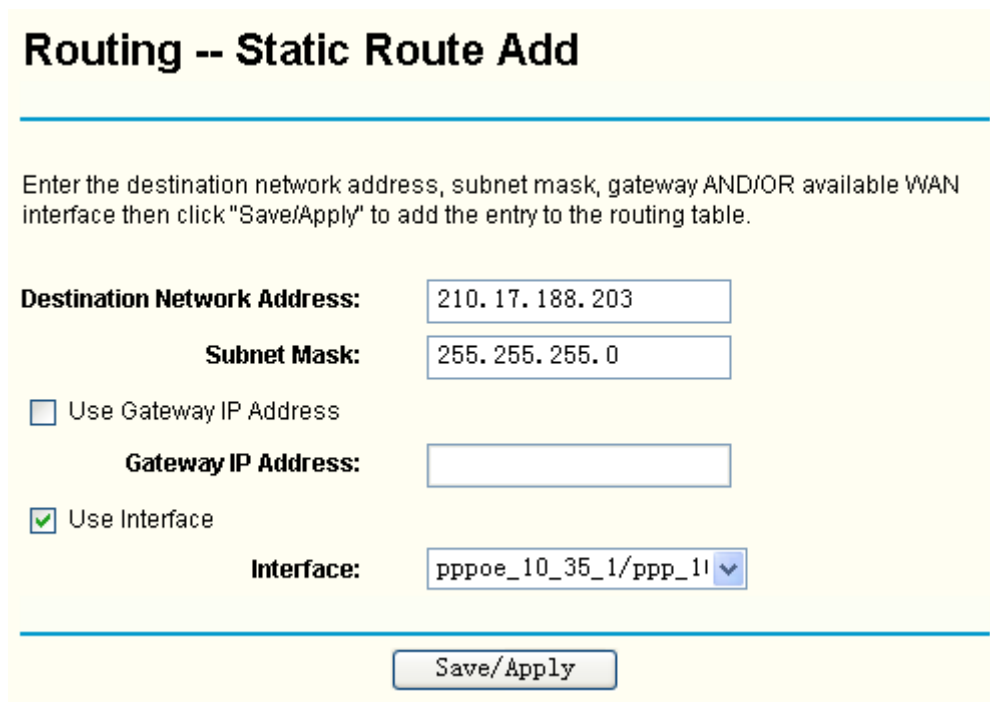 Routing -- Static Route Add
Enter the destination network address, subnet mask, gateway AND/OR available WAN
interface then click "Save/Apply" to add the entry to the routing table.
Destination Network Address: 210.17.188.203
Subnet Mask: 255.255.255.0
Use Gateway IP Address
Gateway IP Address:
Use Interface
Interface: pppoe_10_35_1/ppp_1
Save/Apply